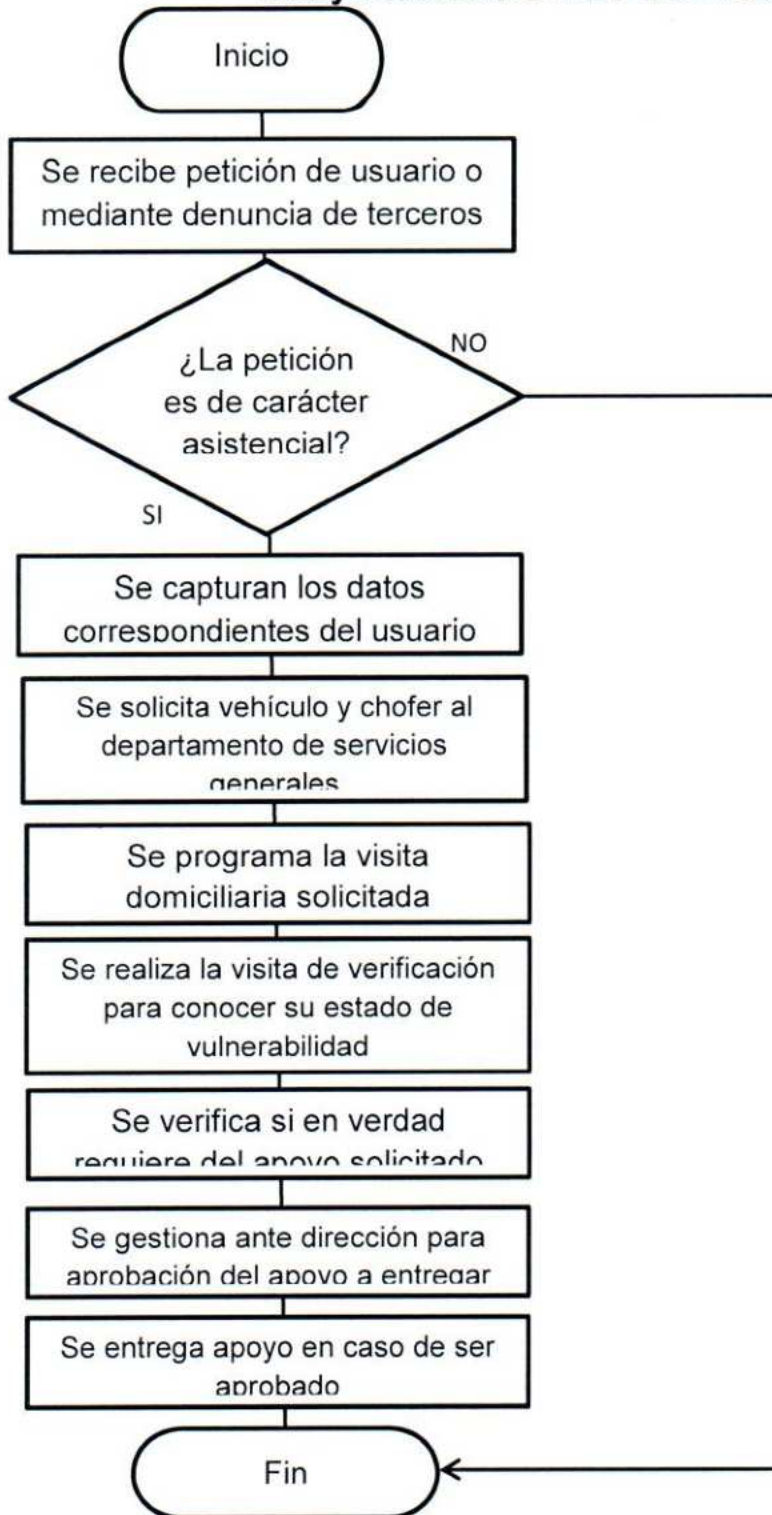 Inicio
Se recibe petición de usuario o
mediante denuncia de terceros
¿La petición
es de carácter
asistencial?
NO
SI
Se capturan los datos
correspondientes del usuario
Se solicita vehículo y chofer al
departamento de servicios
generales
Se programa la visita
domiciliaria solicitada
Se realiza la visita de verificación
para conocer su estado de
vulnerabilidad
Se verifica si en verdad
requiere del apoyo solicitado
Se gestiona ante dirección para
aprobación del apoyo a entregar
Se entrega apoyo en caso de ser
aprobado
Fin